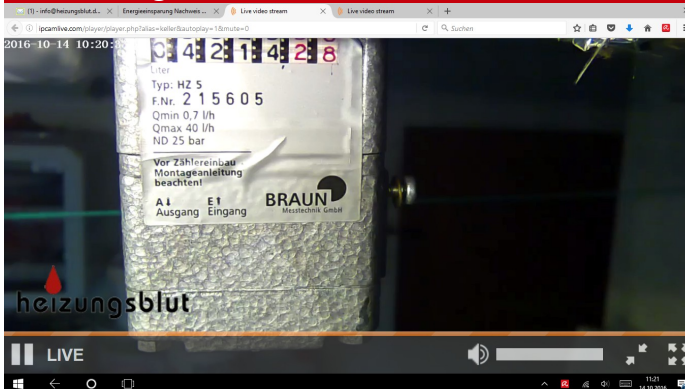 (1) - info@heizungsblut.d...
Energieeinsparung Nachweis ...
Live video stream
Live video stream
ipcamlive.com/player/player.php?alias=keller&autoplay=1&mute=0
Suchen
2016-10-14 10:20:
0 4 2 1 4, 2 8
Liter
Typ: HZ 5
F.Nr. 215605
Qmin 0,7 l/h
Qmax 40 l/h
ND 25 bar
Vor Zählereinbau
Montageanleitung
beachten!
A↓ E↑
Ausgang Eingang
BRAUN
Messtechnik GmbH
heizungsblut
LIVE
11:21
14.10.2016